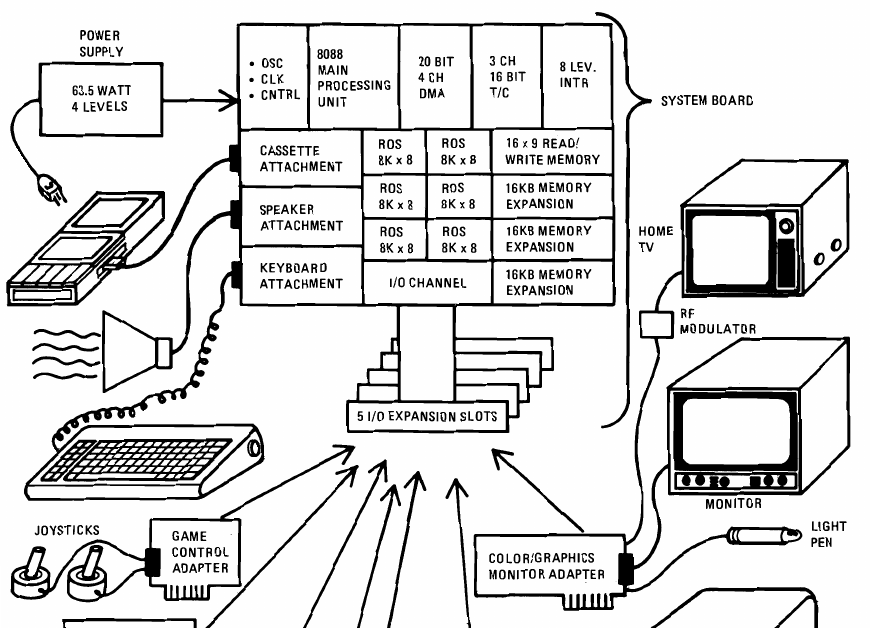 POWER
SUPPLY
63.5 WATT
4 LEVELS
• OSC
• CLK
• CNTRL
8088
MAIN
PROCESSING
UNIT
20 BIT
4 CH
DMA
3 CH
16 BIT
T/C
8 LEV.
INTR
SYSTEM BOARD
CASSETTE
ATTACHMENT
ROS
8K x 8
ROS
8K x 8
16 x 9 READ/
WRITE MEMORY
SPEAKER
ATTACHMENT
ROS
8K x 8
ROS
8K x 8
16KB MEMORY
EXPANSION
ROS
8K x 8
ROS
8K x 8
16KB MEMORY
EXPANSION
KEYBOARD
ATTACHMENT
I/O CHANNEL
16KB MEMORY
EXPANSION
HOME
TV
RF
MODULATOR
5 I/O EXPANSION SLOTS
MONITOR
JOYSTICKS
GAME
CONTROL
ADAPTER
COLOR/GRAPHICS
MONITOR ADAPTER
LIGHT
PEN